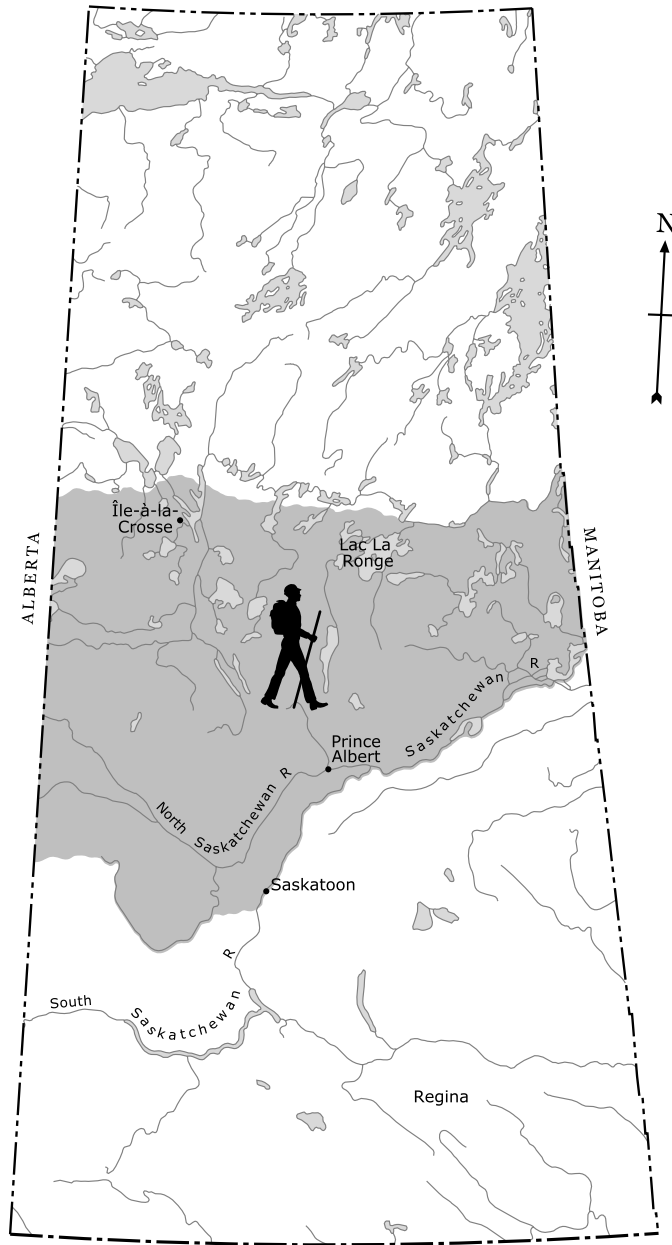 N
Île-à-la-
Crosse
Lac La
Ronge
ALBERTA
MANITOBA
Saskatchewan R
Prince
Albert
North Saskatchewan R
Saskatoon
South Saskatchewan R
Regina